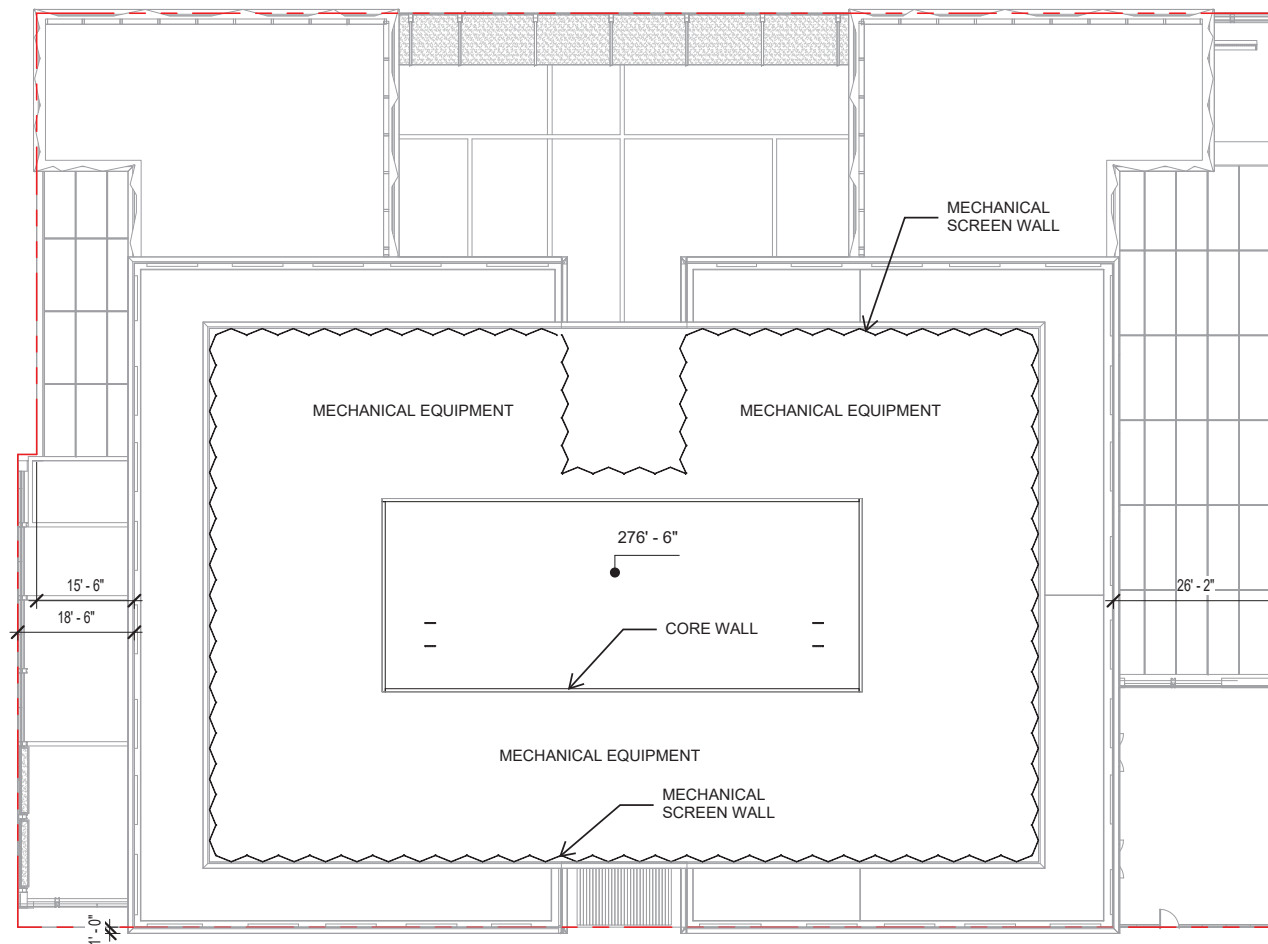 MECHANICAL
SCREEN WALL
MECHANICAL EQUIPMENT
MECHANICAL EQUIPMENT
276' - 6"
15' - 6"
26' - 2"
18' - 6"
CORE WALL
MECHANICAL EQUIPMENT
MECHANICAL
SCREEN WALL
1' - 0"